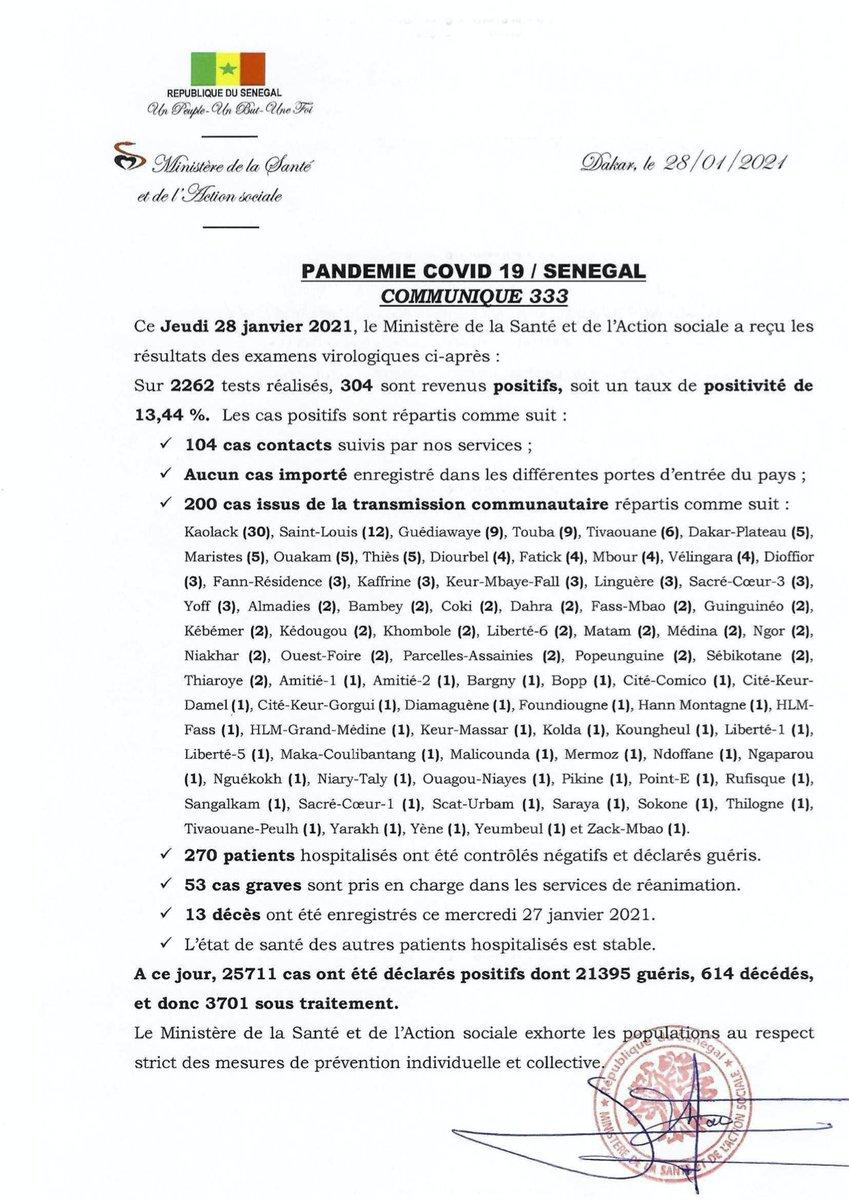 REPUBLIQUE DU SENEGAL
Un Peuple-Un But-Une Foi
Ministère de la Santé
et de l'Action sociale
Dakar, le 28/01/2021
PANDEMIE COVID 19 / SENEGAL
COMMUNIQUE 333
Ce Jeudi 28 janvier 2021, le Ministère de la Santé et de l'Action sociale a reçu les
résultats des examens virologiques ci-après :
Sur 2262 tests réalisés, 304 sont revenus positifs, soit un taux de positivité de
13,44 %. Les cas positifs sont répartis comme suit :
✓ 104 cas contacts suivis par nos services ;
✓ Aucun cas importé enregistré dans les différentes portes d'entrée du pays ;
✓ 200 cas issus de la transmission communautaire répartis comme suit :
Kaolack (30), Saint-Louis (12), Guédiawaye (9), Touba (9), Tivaouane (6), Dakar-Plateau (5),
Maristes (5), Ouakam (5), Thiès (5), Diourbel (4), Fatick (4), Mbour (4), Vélingara (4), Dioffior
(3), Fann-Résidence (3), Kaffrine (3), Keur-Mbaye-Fall (3), Linguère (3), Sacré-Cœur-3 (3),
Yoff (3), Almadies (2), Bambey (2), Coki (2), Dahra (2), Fass-Mbao (2), Guinguinéo (2),
Kébémer (2), Kédougou (2), Khombole (2), Liberté-6 (2), Matam (2), Médina (2), Ngor (2),
Niakhar (2), Ouest-Foire (2), Parcelles-Assainies (2), Popeunguine (2), Sébikotane (2),
Thiaroye (2), Amitié-1 (1), Amitié-2 (1), Bargny (1), Bopp (1), Cité-Comico (1), Cité-Keur-
Damel (1), Cité-Keur-Gorgui (1), Diamaguène (1), Foundiougne (1), Hann Montagne (1), HLM-
Fass (1), HLM-Grand-Médine (1), Keur-Massar (1), Kolda (1), Koungheul (1), Liberté-1 (1),
Liberté-5 (1), Maka-Coulibantang (1), Malicounda (1), Mermoz (1), Ndoffane (1), Ngaparou
(1), Nguékokh (1), Niary-Taly (1), Ouagou-Niayes (1), Pikine (1), Point-E (1), Rufisque (1),
Sangalkam (1), Sacré-Cœur-1 (1), Scat-Urbam (1), Saraya (1), Sokone (1), Thilogne (1),
Tivaouane-Peulh (1), Yarakh (1), Yène (1), Yeumbeul (1) et Zack-Mbao (1).
✓ 270 patients hospitalisés ont été contrôlés négatifs et déclarés guéris.
✓ 53 cas graves sont pris en charge dans les services de réanimation.
✓ 13 décès ont été enregistrés ce mercredi 27 janvier 2021.
✓ L'état de santé des autres patients hospitalisés est stable.
A ce jour, 25711 cas ont été déclarés positifs dont 21395 guéris, 614 décédés,
et donc 3701 sous traitement.
Le Ministère de la Santé et de l'Action sociale exhorte les populations au respect
strict des mesures de prévention individuelle et collective.
République du Sénégal
MINISTÈRE DE LA SANTÉ ET DE L'ACTION SOCIALE